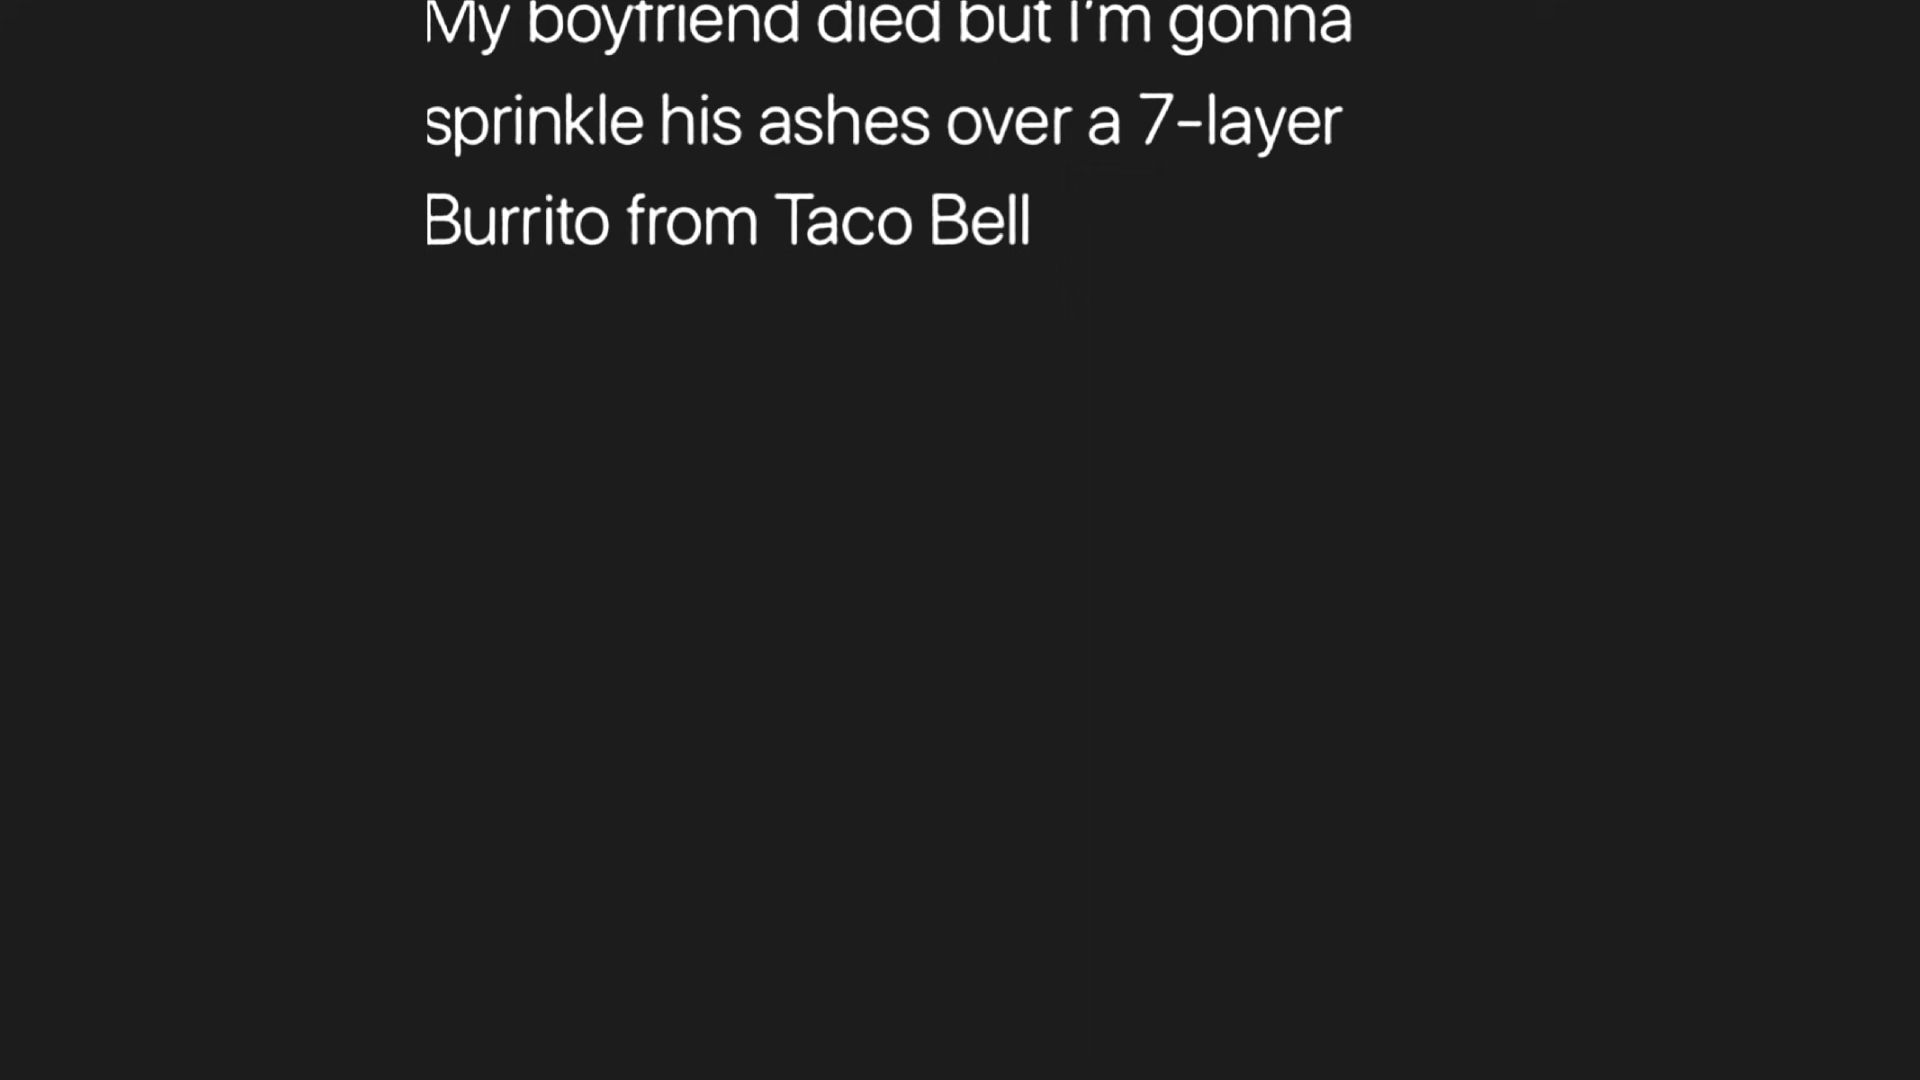 My boyfriend died but I'm gonna
sprinkle his ashes over a 7-layer
Burrito from Taco Bell